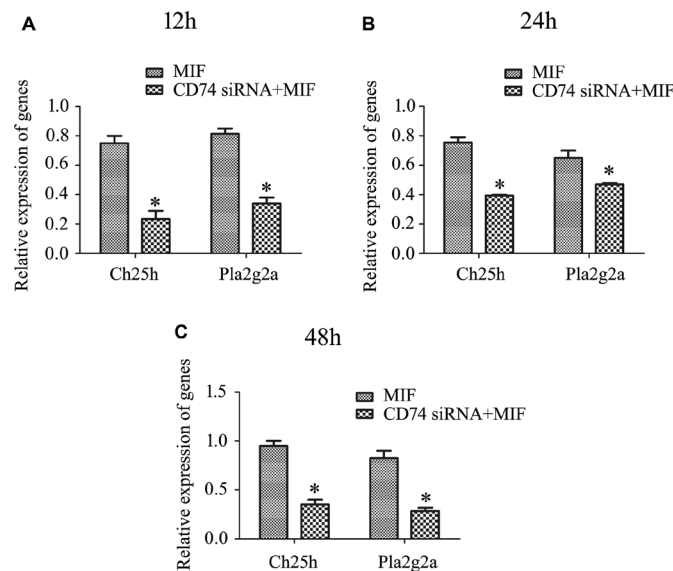 A
12h
MIF
CD74 siRNA+MIF
Relative expression of genes
1.0
0.8
0.6
0.4
0.2
0.0
*
*
Ch25h
Pla2g2a
B
24h
MIF
CD74 siRNA+MIF
Relative expression of genes
1.0
0.8
0.6
0.4
0.2
0.0
*
*
Ch25h
Pla2g2a
C
48h
MIF
CD74 siRNA+MIF
Relative expression of genes
1.5
1.0
0.5
0.0
*
*
Ch25h
Pla2g2a